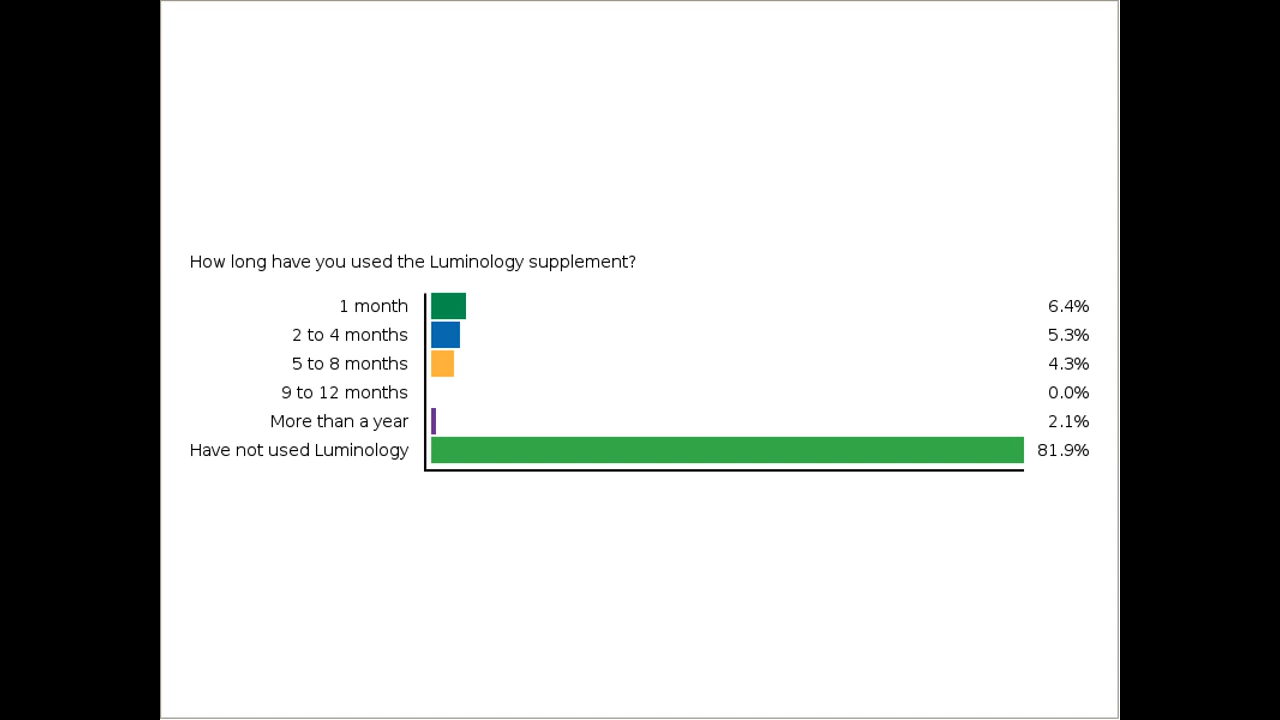 How long have you used the Luminology supplement?
1 month 6.4%
2 to 4 months 5.3%
5 to 8 months 4.3%
9 to 12 months 0.0%
More than a year 2.1%
Have not used Luminology 81.9%